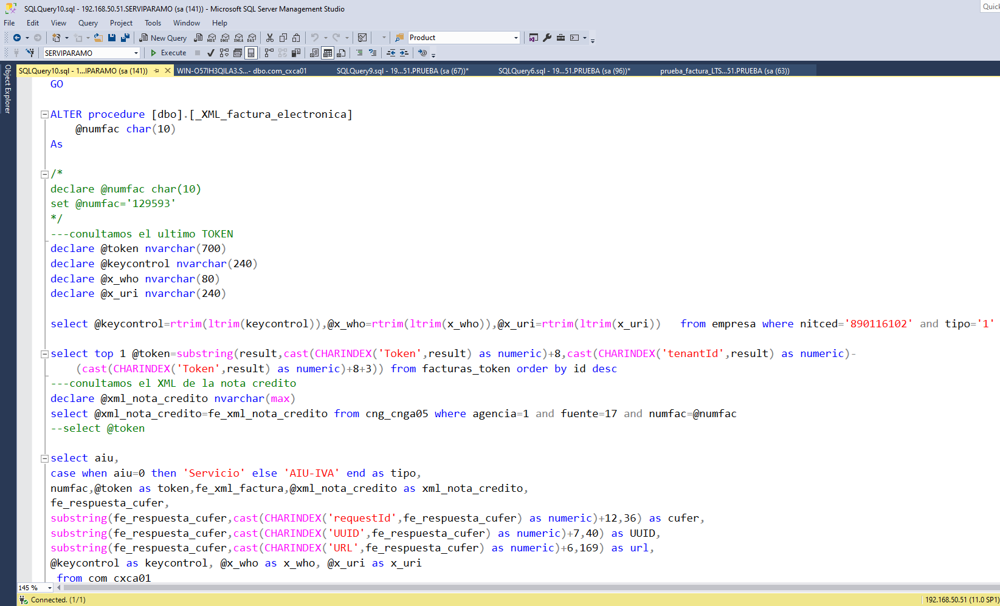 SQLQuery10.sql - 192.168.50.51.SERVIPARAMO (sa (141)) - Microsoft SQL Server Management Studio
Quick
File Edit View Query Project Tools Window Help
New Query MDX DMX XMLA DAX Product
SERVIPARAMO Execute
Object Explorer
SQLQuery10.sql - 1...IPARAMO (sa (141)) WIN-O57IH3QILA3.S...- dbo.com_cxca01 SQLQuery9.sql - 19...51.PRUEBA (sa (67))* SQLQuery6.sql - 19...51.PRUEBA (sa (96))* prueba_factura_LTS...51.PRUEBA (sa (63))
GO
ALTER procedure [dbo].[_XML_factura_electronica]
@numfac char(10)
As
/*
declare @numfac char(10)
set @numfac='129593'
*/
---conultamos el ultimo TOKEN
declare @token nvarchar(700)
declare @keycontrol nvarchar(240)
declare @x_who nvarchar(80)
declare @x_uri nvarchar(240)
select @keycontrol=rtrim(ltrim(keycontrol)),@x_who=rtrim(ltrim(x_who)),@x_uri=rtrim(ltrim(x_uri)) from empresa where nitced='890116102' and tipo='1'
select top 1 @token=substring(result,cast(CHARINDEX('Token',result) as numeric)+8,cast(CHARINDEX('tenantId',result) as numeric)-
(cast(CHARINDEX('Token',result) as numeric)+8+3)) from facturas_token order by id desc
---conultamos el XML de la nota credito
declare @xml_nota_credito nvarchar(max)
select @xml_nota_credito=fe_xml_nota_credito from cng_cnga05 where agencia=1 and fuente=17 and numfac=@numfac
--select @token
select aiu,
case when aiu=0 then 'Servicio' else 'AIU-IVA' end as tipo,
numfac,@token as token,fe_xml_factura,@xml_nota_credito as xml_nota_credito,
fe_respuesta_cufer,
substring(fe_respuesta_cufer,cast(CHARINDEX('requestId',fe_respuesta_cufer) as numeric)+12,36) as cufer,
substring(fe_respuesta_cufer,cast(CHARINDEX('UUID',fe_respuesta_cufer) as numeric)+7,40) as UUID,
substring(fe_respuesta_cufer,cast(CHARINDEX('URL',fe_respuesta_cufer) as numeric)+6,169) as url,
@keycontrol as keycontrol, @x_who as x_who, @x_uri as x_uri
from com_cxca01
145 %
Connected. (1/1)
192.168.50.51 (11.0 SP1)